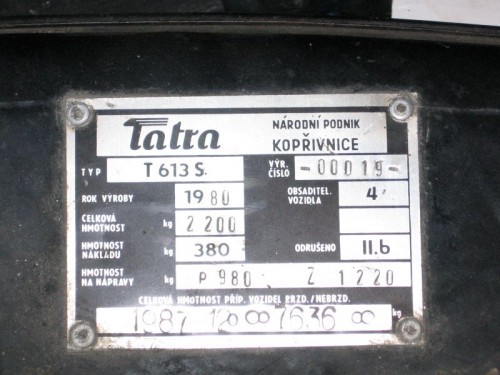 Tatra NÁRODNÍ PODNIK
KOPŘIVNICE
TYP T 613 S. VÝR. ČÍSLO -00019-
ROK VÝROBY 1980 OBSADITEL. VOZIDLA 4
CELKOVÁ HMOTNOST kg 2 200
HMOTNOST NÁKLADU kg 380 ODRUŠENO II.b
HMOTNOST NA NÁPRAVY kg P 980 Z 1220
CELKOVÁ HMOTNOST PŘÍP. VOZIDEL BRZD./NEBRZD.
kg